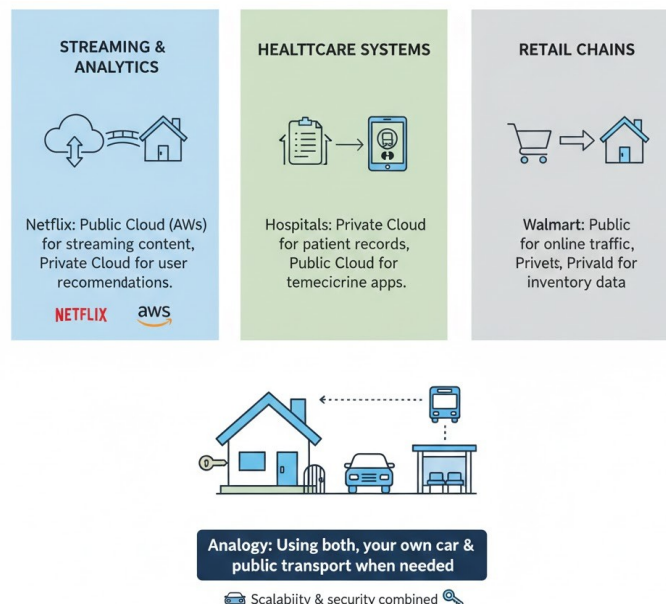 STREAMING &
ANALYTICS
Netflix: Public Cloud (AWs)
for streaming content,
Private Cloud for user
recomendations.
NETFLIX
aws
HEALTTCARE SYSTEMS
Hospitals: Private Cloud
for patient records,
Public Cloud for
temecicrine apps.
RETAIL CHAINS
Walmart: Public
for online traffic,
Privets, Privald for
inventory data
Analogy: Using both, your own car &
public transport when needed
Scalabiity & security combined